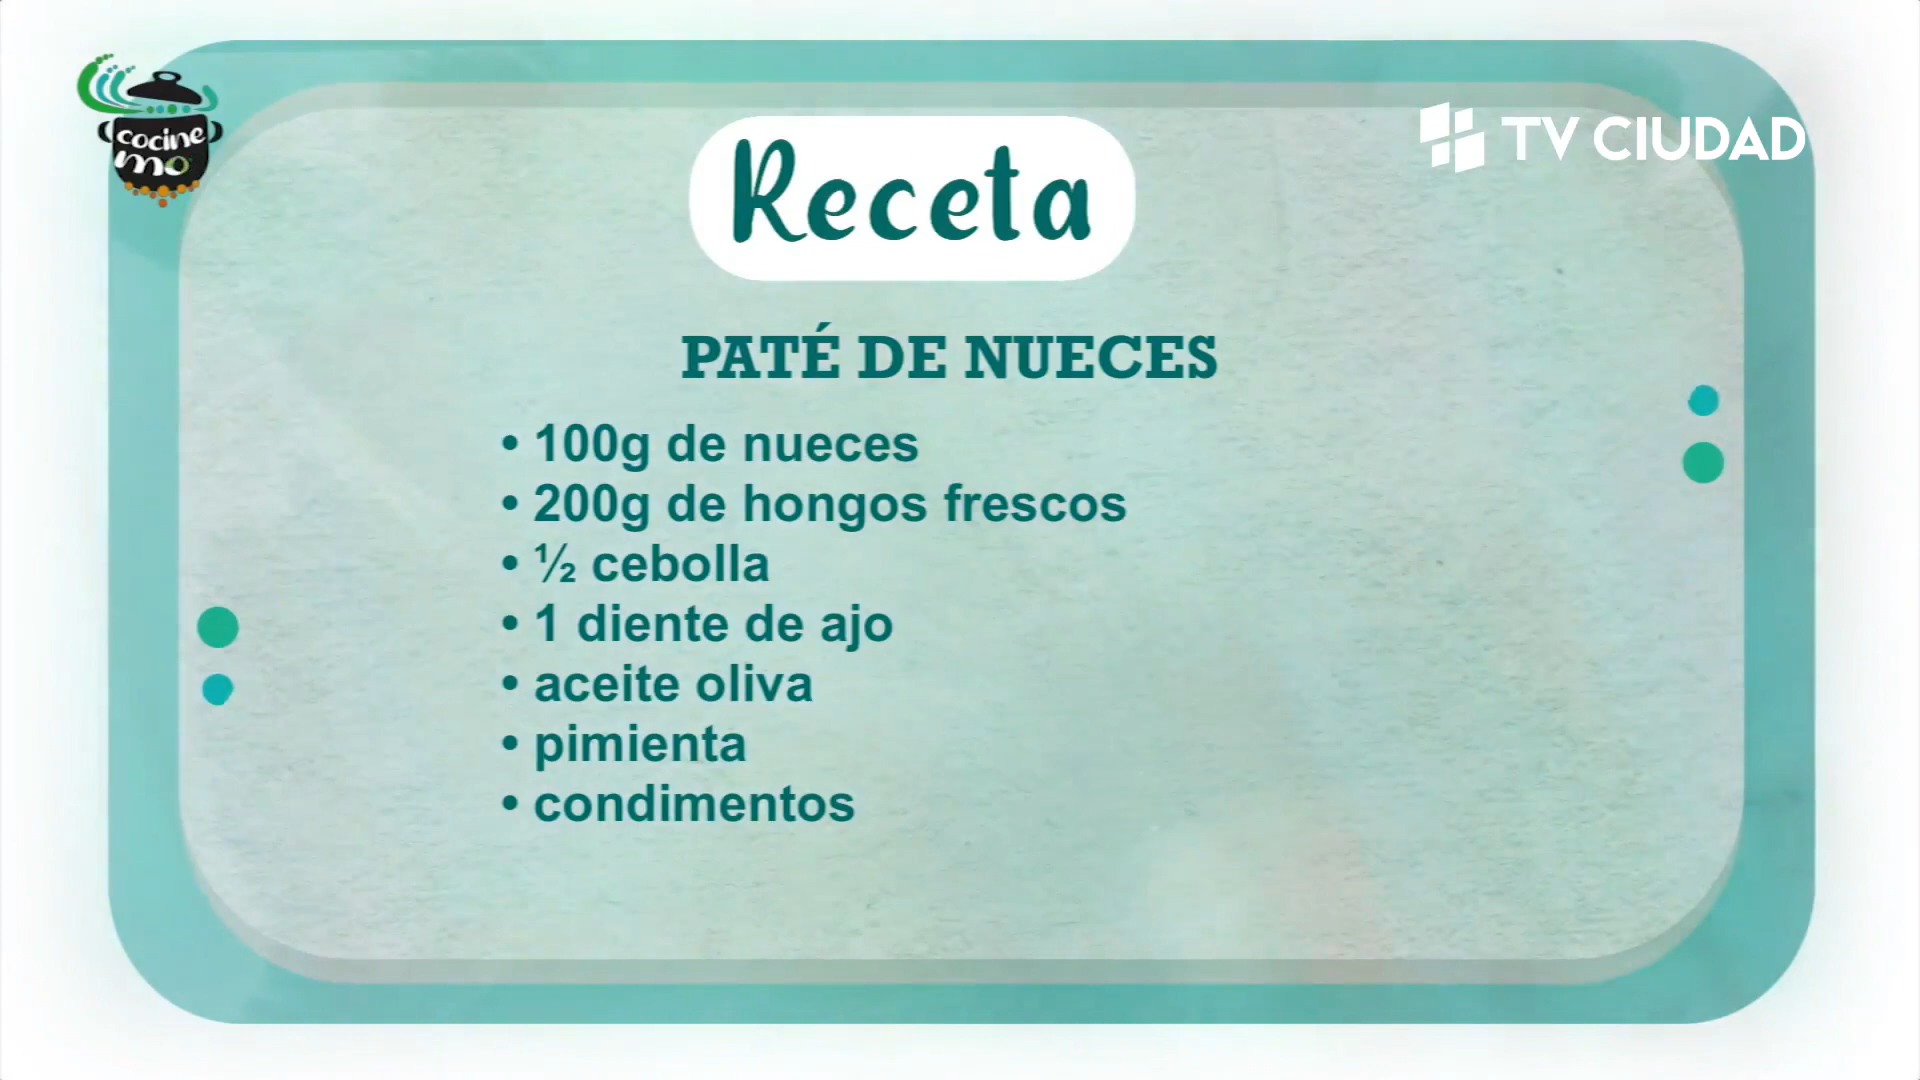 cocine
mo
TV CIUDAD
Receta
PATÉ DE NUECES
• 100g de nueces
• 200g de hongos frescos
• ½ cebolla
• 1 diente de ajo
• aceite oliva
• pimienta
• condimentos